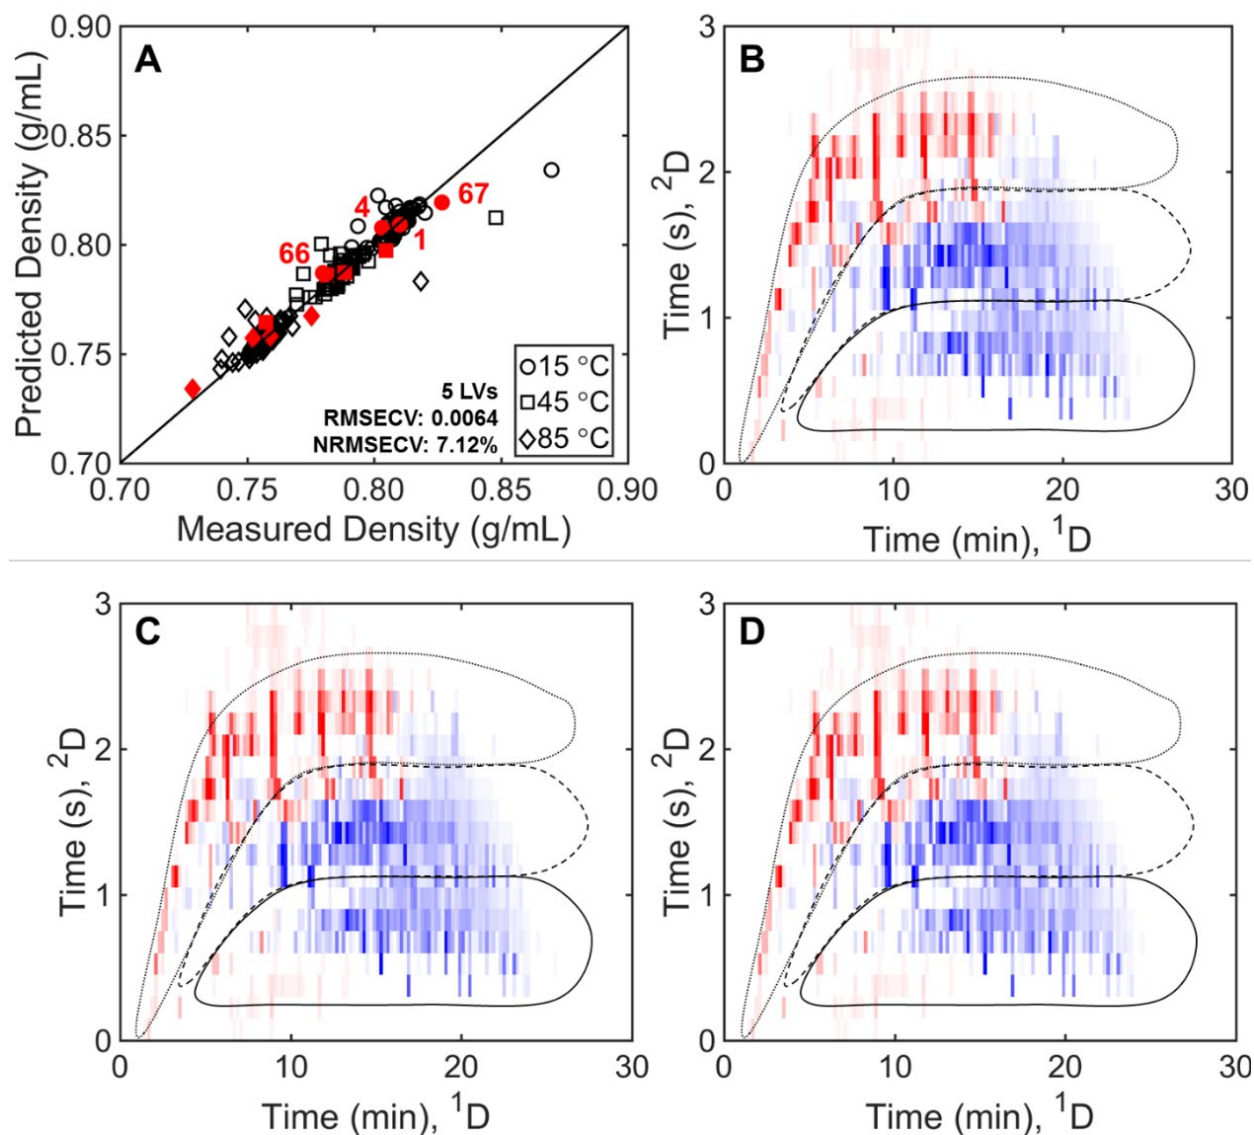 A
Predicted Density (g/mL)
0.90
0.85
0.80
0.75
0.70
67
4
1
66
15 °C
45 °C
85 °C
5 LVs
RMSECV: 0.0064
NRMSECV: 7.12%
0.70 0.75 0.80 0.85 0.90
Measured Density (g/mL)
B
Time (s), ²D
3
2
1
0
0 10 20 30
Time (min), ¹D
C
Time (s), ²D
3
2
1
0
0 10 20 30
Time (min), ¹D
D
Time (s), ²D
3
2
1
0
0 10 20 30
Time (min), ¹D